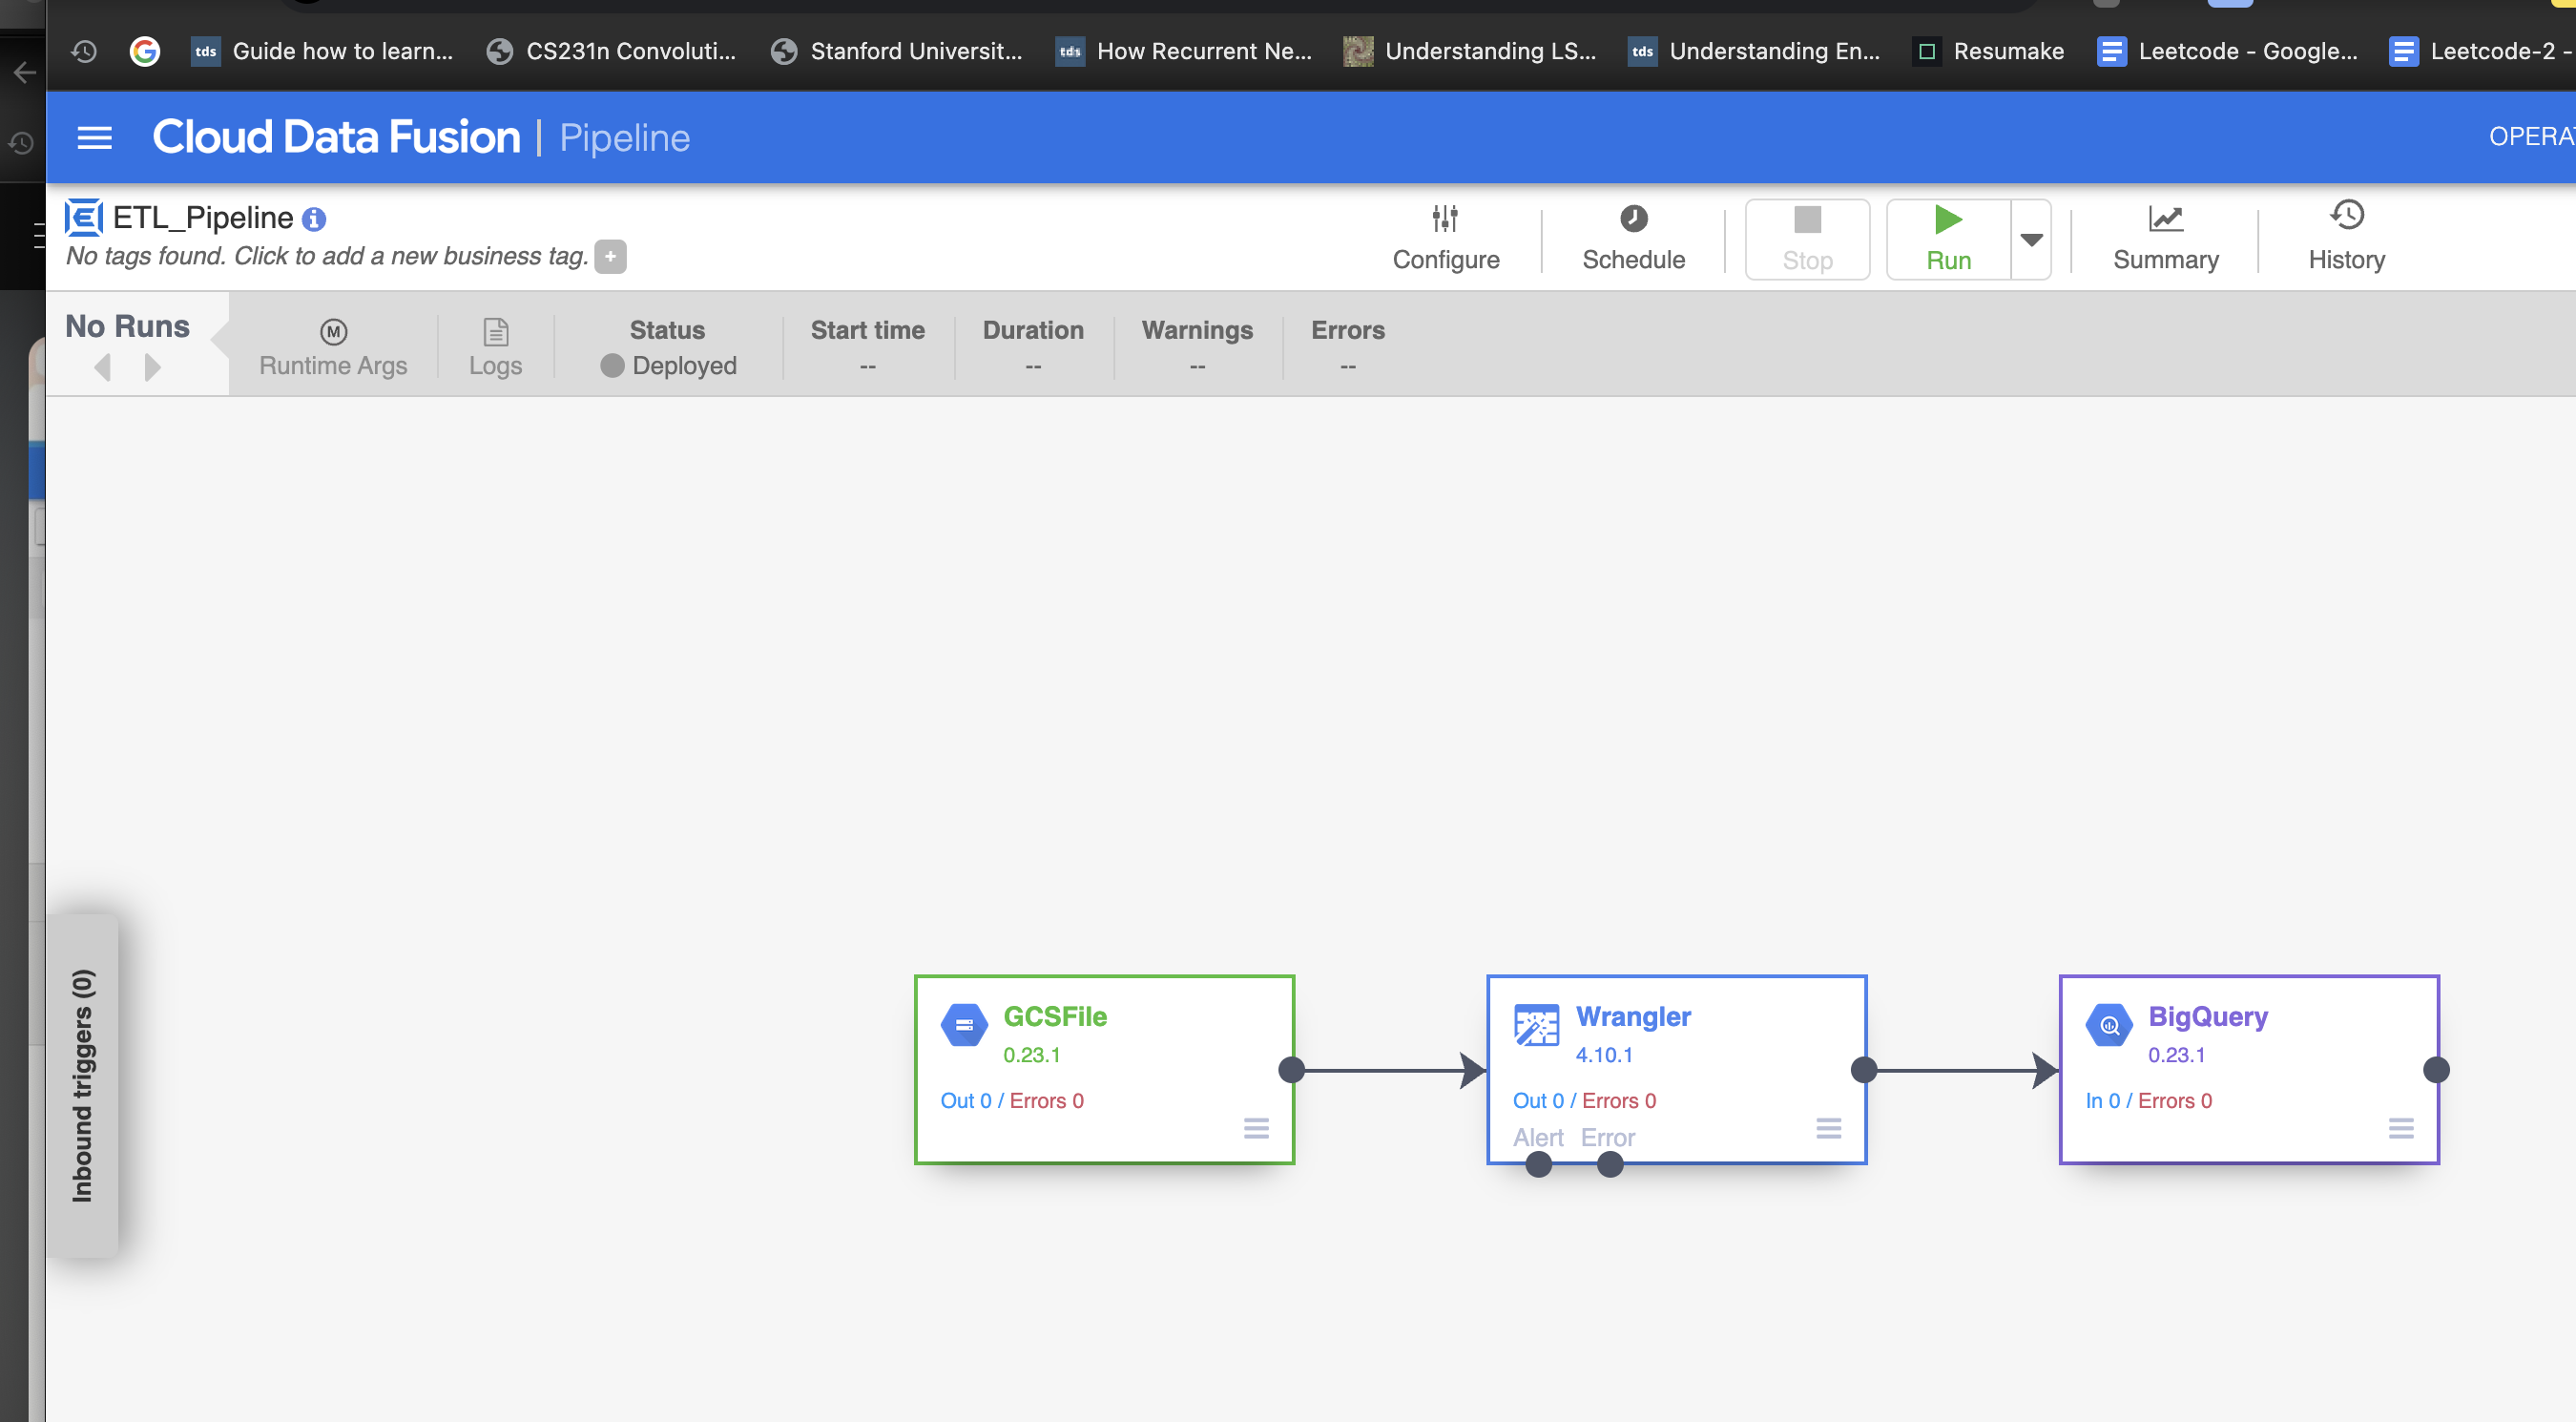 tds Guide how to learn... CS231n Convoluti... Stanford Universit... tds How Recurrent Ne... Understanding LS... tds Understanding En... Resumake Leetcode - Google... Leetcode-2 -
Cloud Data Fusion | Pipeline
ETL_Pipeline
No tags found. Click to add a new business tag. +
Configure
Schedule
Stop
Run
Summary
History
No Runs
M
Runtime Args
Logs
Status
Deployed
Start time
--
Duration
--
Warnings
--
Errors
--
Inbound triggers (0)
GCSFile
0.23.1
Out 0 / Errors 0
Wrangler
4.10.1
Out 0 / Errors 0
Alert Error
BigQuery
0.23.1
In 0 / Errors 0